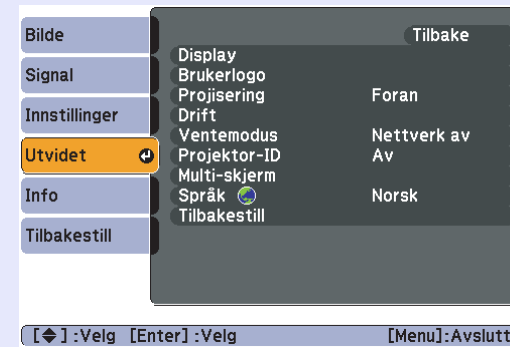 Bilde
Signal
Innstillinger
Utvidet
Info
Tilbakestill
Tilbake
Display
Brukerlogo
Projisering Foran
Drift
Ventemodus Nettverk av
Projektor-ID Av
Multi-skjerm
Språk Norsk
Tilbakestill
[ ] :Velg [Enter] :Velg [Menu]:Avslutt